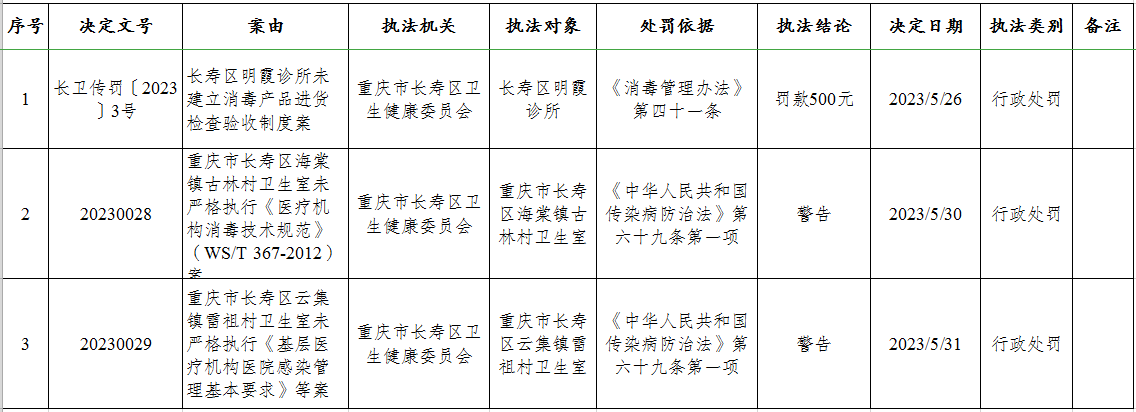 序号 决定文号 案由 执法机关 执法对象 处罚依据 执法结论 决定日期 执法类别 备注
1
长卫传罚〔2023
〕3号
长寿区明霞诊所未
建立消毒产品进货
检查验收制度案
重庆市长寿区卫
生健康委员会
长寿区明霞
诊所
《消毒管理办法》
第四十一条
罚款500元
2023/5/26
行政处罚
2
20230028
重庆市长寿区海棠
镇古林村卫生室未
严格执行《医疗机
构消毒技术规范》
（WS/T 367-2012）
案
重庆市长寿区卫
生健康委员会
重庆市长寿
区海棠镇古
林村卫生室
《中华人民共和国
传染病防治法》第
六十九条第一项
警告
2023/5/30
行政处罚
3
20230029
重庆市长寿区云集
镇雷祖村卫生室未
严格执行《基层医
疗机构医院感染管
理基本要求》等案
重庆市长寿区卫
生健康委员会
重庆市长寿
区云集镇雷
祖村卫生室
《中华人民共和国
传染病防治法》第
六十九条第一项
警告
2023/5/31
行政处罚